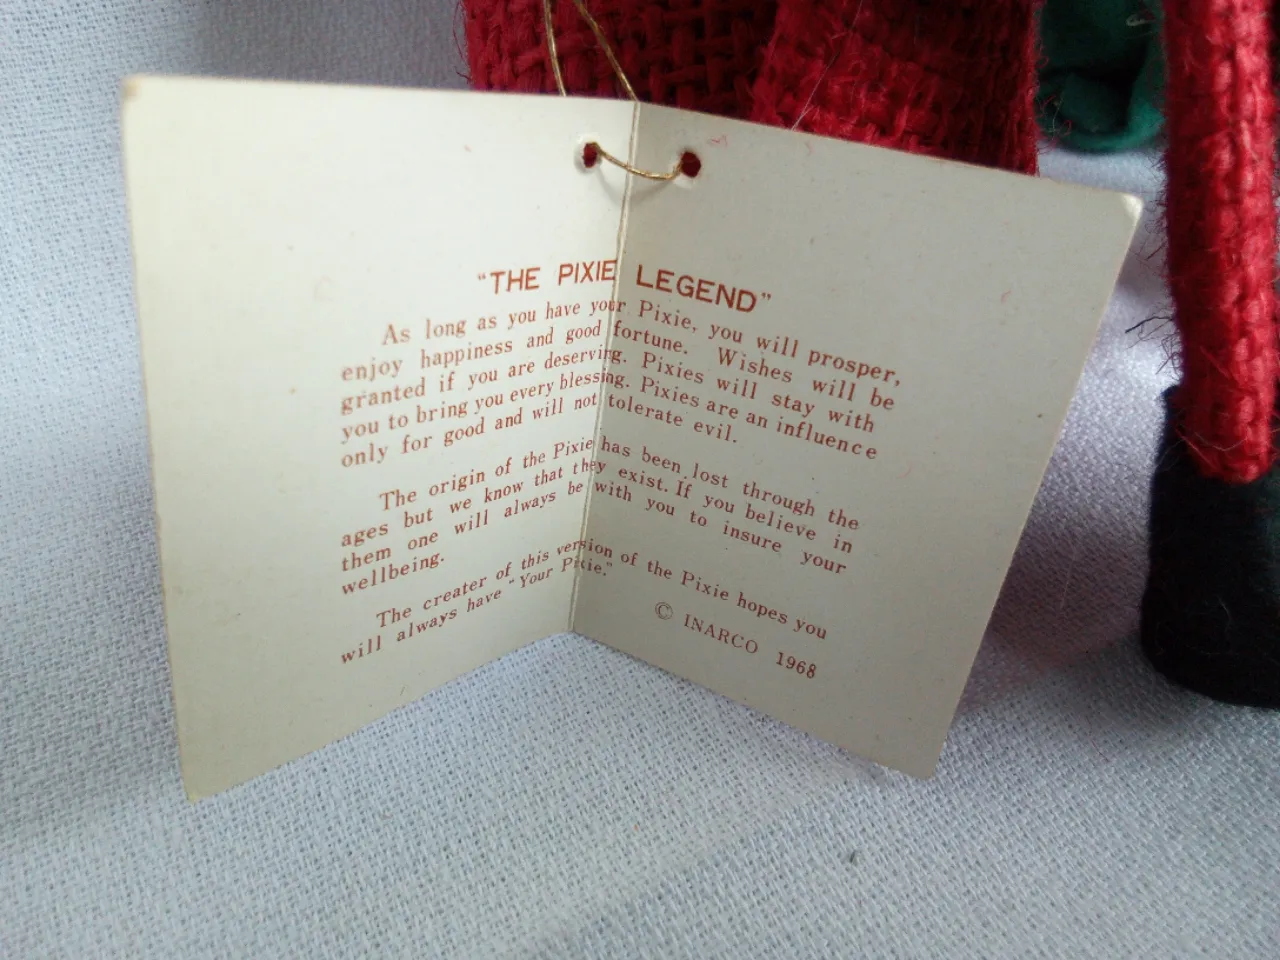 "THE PIXIE LEGEND"
As long as you have your Pixie, you will prosper,
enjoy happiness and good fortune. Wishes will be
granted if you are deserving. Pixies will stay with
you to bring you every blessing. Pixies are an influence
only for good and will not tolerate evil.
The origin of the Pixie has been lost through the
ages but we know that they exist. If you believe in
them one will always be with you to insure your
wellbeing.
The creater of this version of the Pixie hopes you
will always have "Your Pixie."
© INARCO 1968